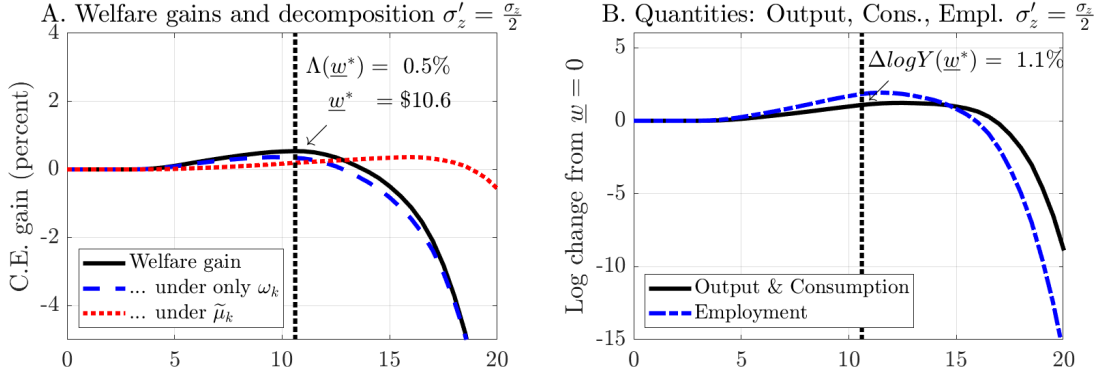 A. Welfare gains and decomposition σ′_z = σ_z/2
4
2
0
-2
-4
C.E. gain (percent)
Λ(w̲*) = 0.5%
w̲* = $10.6
Welfare gain
... under only ω_k
... under μ̃_k
0 5 10 15 20
B. Quantities: Output, Cons., Empl. σ′_z = σ_z/2
5
0
-5
-10
-15
Log change from w̲ = 0
ΔlogY(w̲*) = 1.1%
Output & Consumption
Employment
0 5 10 15 20